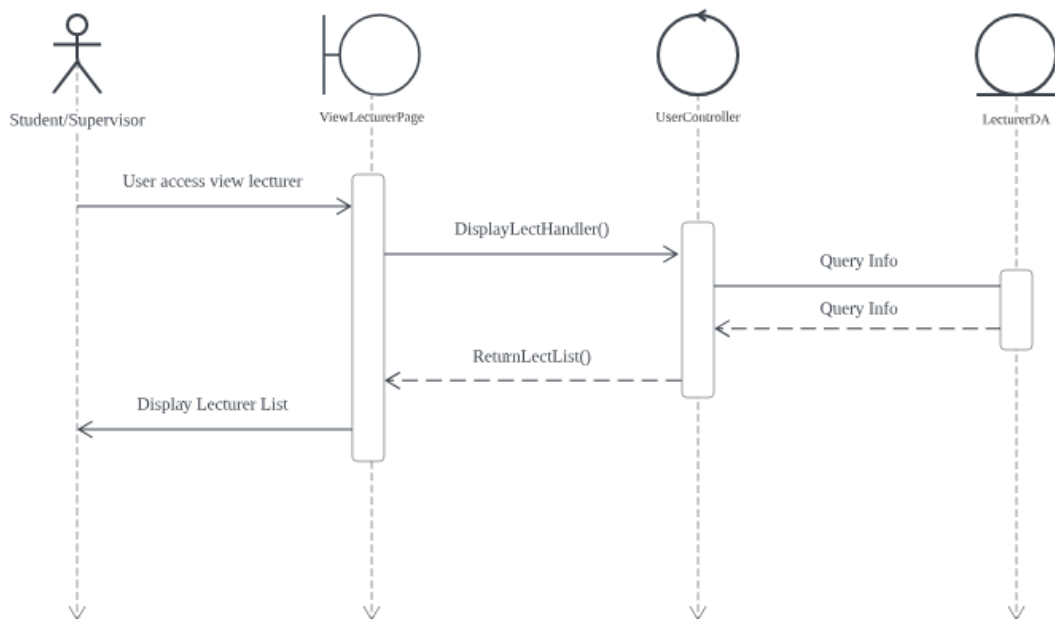 Student/Supervisor
ViewLecturerPage
UserController
LecturerDA
User access view lecturer
DisplayLectHandler()
Query Info
Query Info
ReturnLectList()
Display Lecturer List